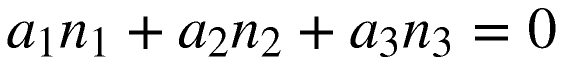 a₁n₁ + a₂n₂ + a₃n₃ = 0